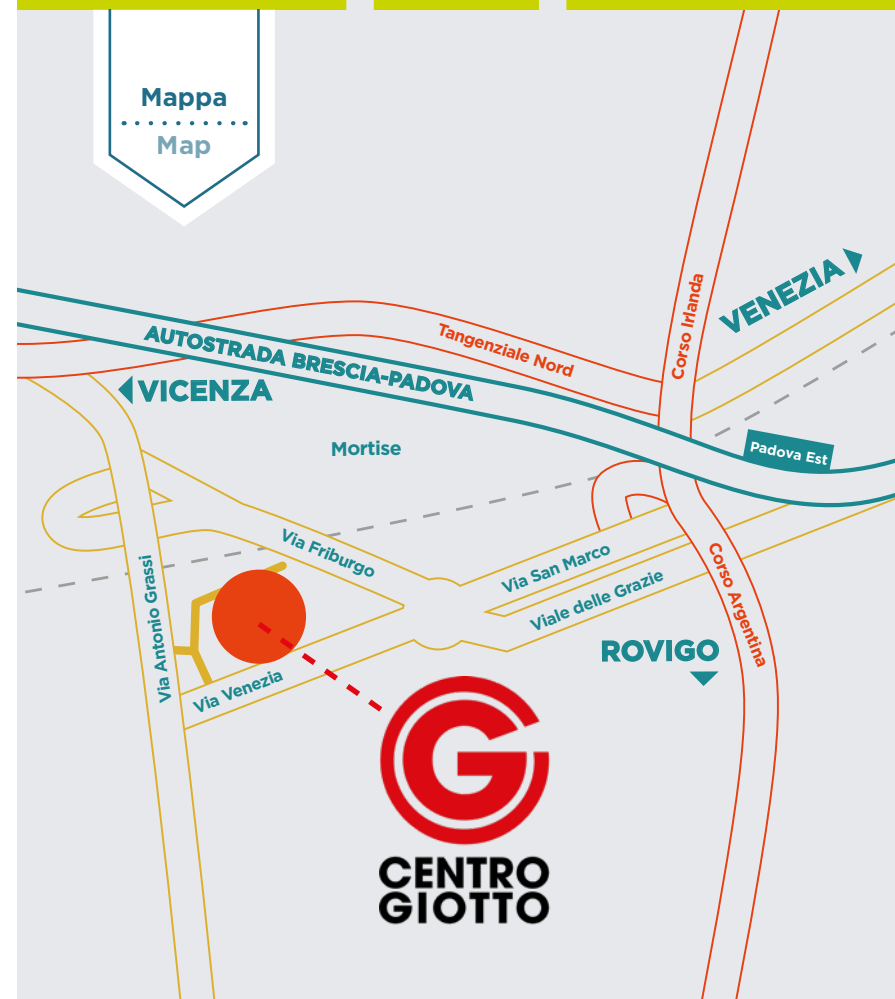 Mappa
Map
VENEZIA
Corso Irlanda
Tangenziale Nord
AUTOSTRADA BRESCIA-PADOVA
VICENZA
Mortise
Padova Est
Via Friburgo
Via San Marco
Viale delle Grazie
Corso Argentina
Via Antonio Grassi
ROVIGO
Via Venezia
CENTRO
GIOTTO